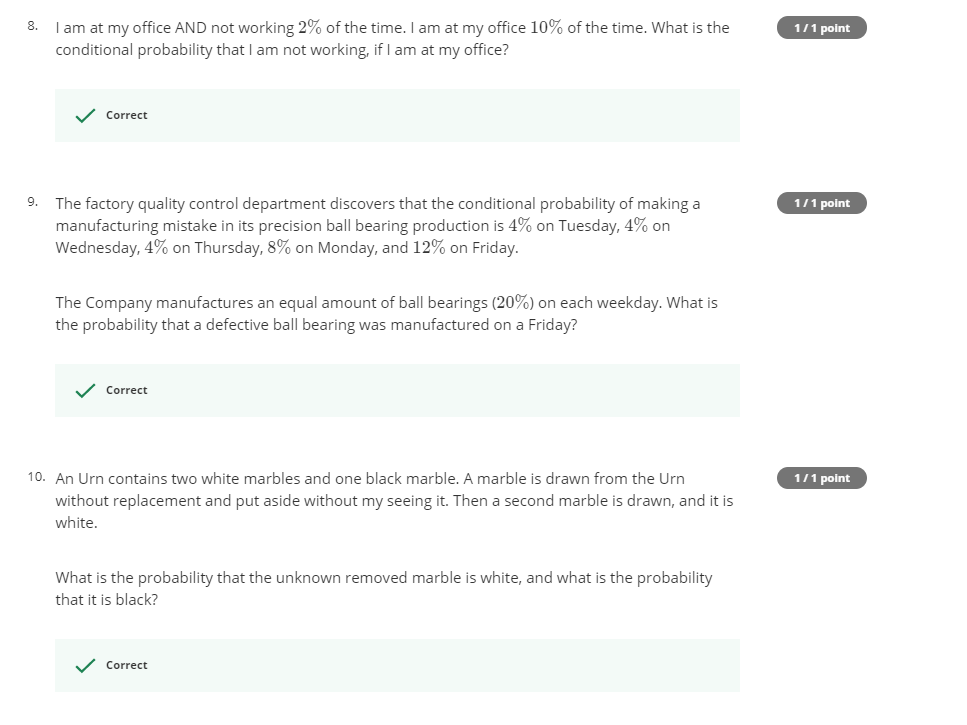 8. I am at my office AND not working 2% of the time. I am at my office 10% of the time. What is the
1 / 1 point
conditional probability that I am not working, if I am at my office?
Correct
9. The factory quality control department discovers that the conditional probability of making a
1 / 1 point
manufacturing mistake in its precision ball bearing production is 4% on Tuesday, 4% on
Wednesday, 4% on Thursday, 8% on Monday, and 12% on Friday.
The Company manufactures an equal amount of ball bearings (20%) on each weekday. What is
the probability that a defective ball bearing was manufactured on a Friday?
Correct
10. An Urn contains two white marbles and one black marble. A marble is drawn from the Urn
1 / 1 point
without replacement and put aside without my seeing it. Then a second marble is drawn, and it is
white.
What is the probability that the unknown removed marble is white, and what is the probability
that it is black?
Correct